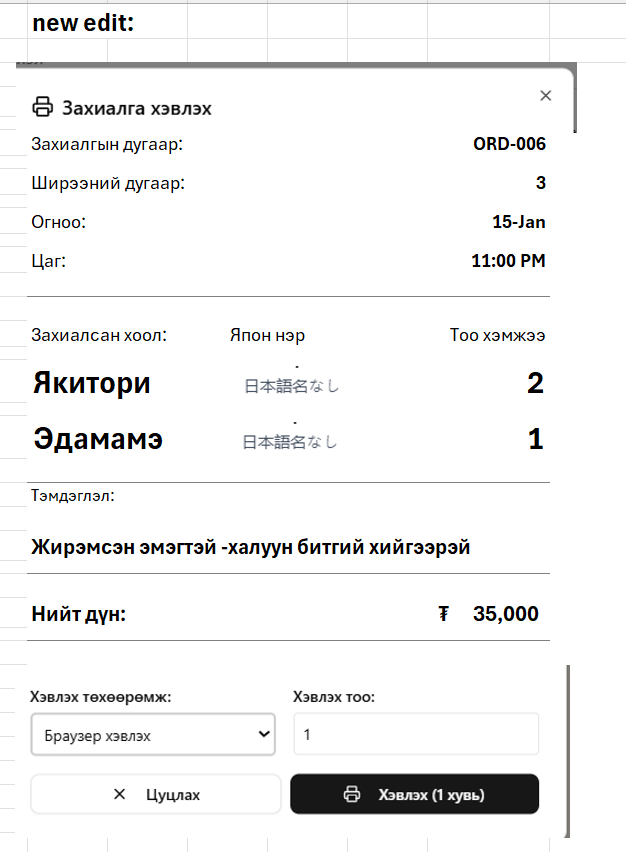 new edit:
Захиалга хэвлэх
Захиалгын дугаар: ORD-006
Ширээний дугаар: 3
Огноо: 15-Jan
Цаг: 11:00 PM
Захиалсан хоол: Япон нэр Тоо хэмжээ
Якитори 日本語名なし 2
Эдамамэ 日本語名なし 1
Тэмдэглэл:
Жирэмсэн эмэгтэй -халуун битгий хийгээрэй
Нийт дүн: ₮ 35,000
Хэвлэх төхөөрөмж: Хэвлэх тоо:
Браузер хэвлэх 1
Цуцлах Хэвлэх (1 хувь)